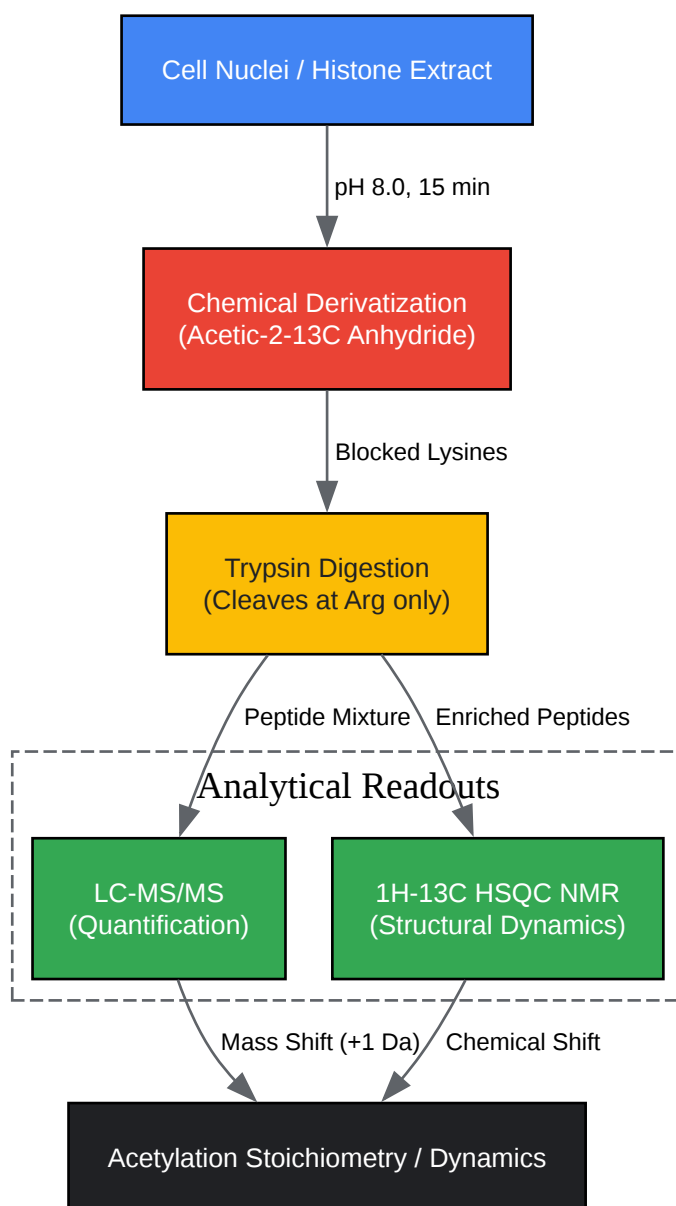 Cell Nuclei / Histone Extract
pH 8.0, 15 min
Chemical Derivatization
(Acetic-2-13C Anhydride)
Blocked Lysines
Trypsin Digestion
(Cleaves at Arg only)
Peptide Mixture
Enriched Peptides
Analytical Readouts
LC-MS/MS
(Quantification)
1H-13C HSQC NMR
(Structural Dynamics)
Mass Shift (+1 Da)
Chemical Shift
Acetylation Stoichiometry / Dynamics